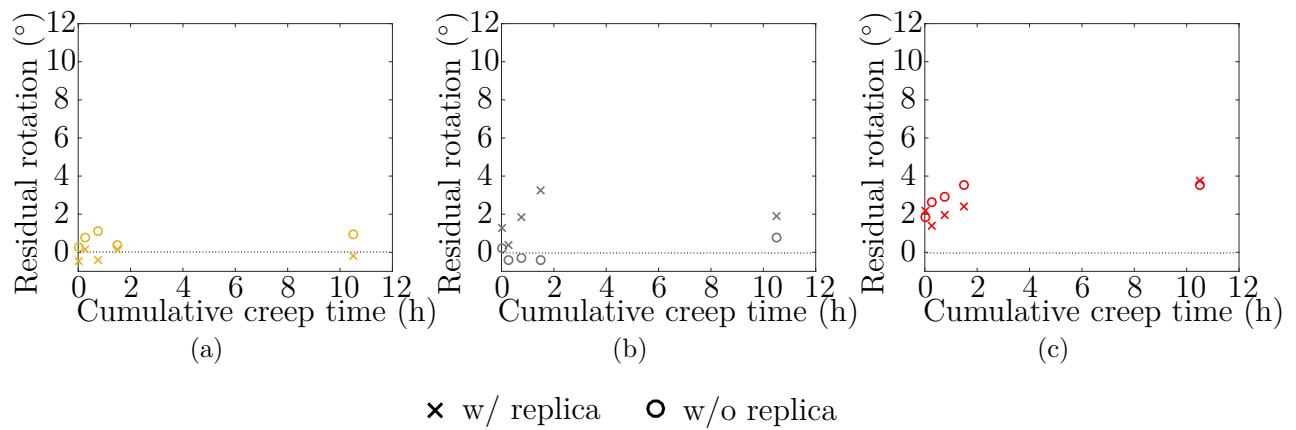 Residual rotation (°)
12
10
8
6
4
2
0
0 2 4 6 8 10 12
Cumulative creep time (h)
(a)
Residual rotation (°)
12
10
8
6
4
2
0
0 2 4 6 8 10 12
Cumulative creep time (h)
(b)
Residual rotation (°)
12
10
8
6
4
2
0
0 2 4 6 8 10 12
Cumulative creep time (h)
(c)
w/ replica w/o replica